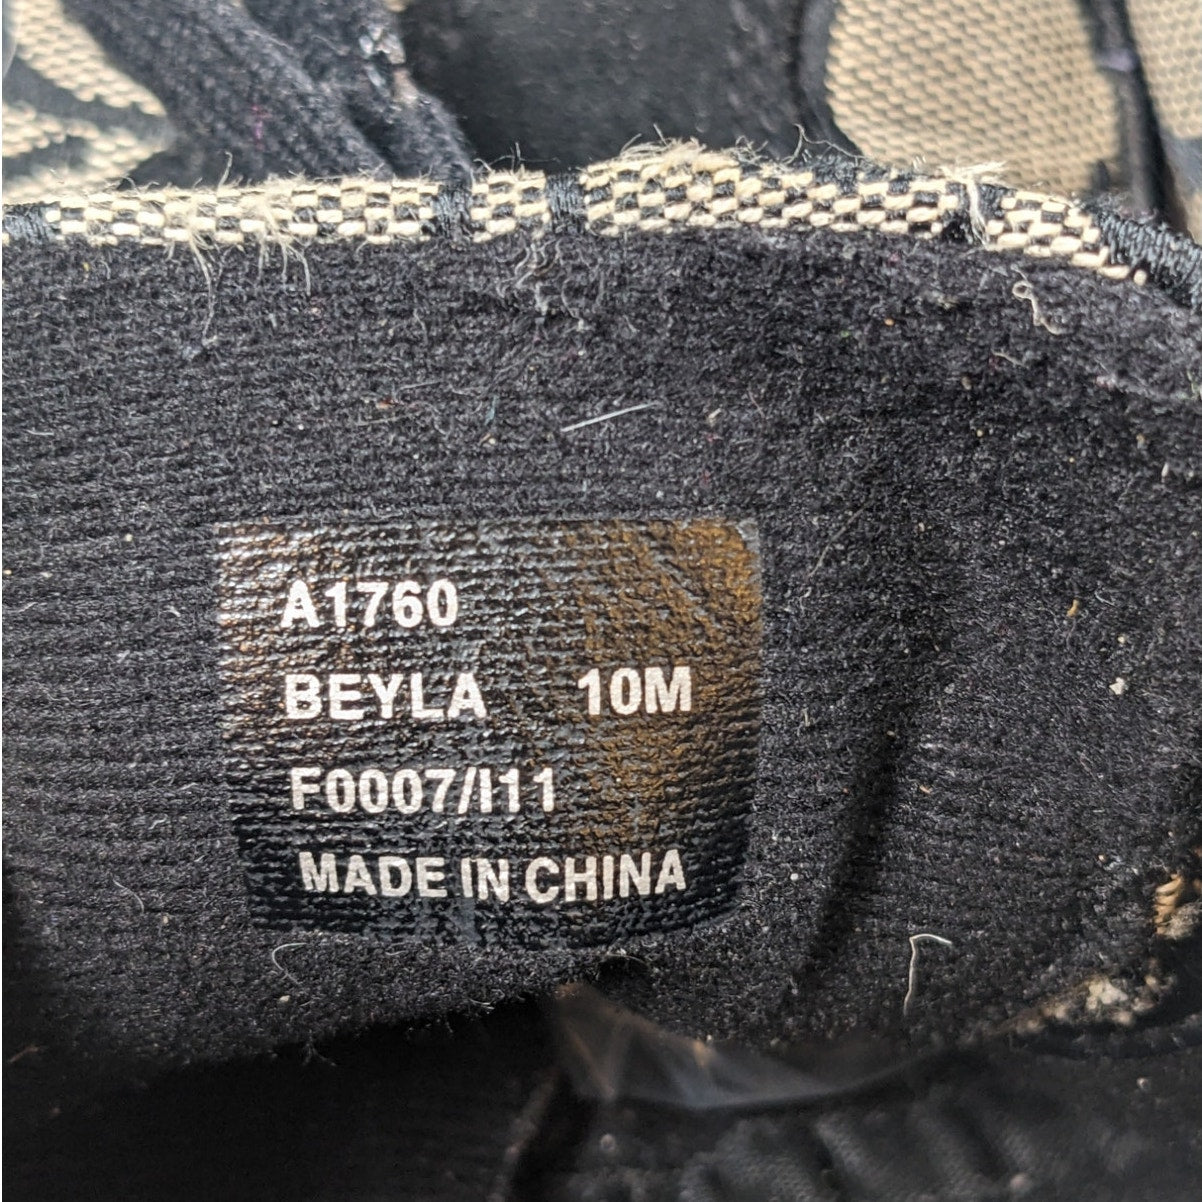 A1760
BEYLA 10M
F0007/I11
MADE IN CHINA